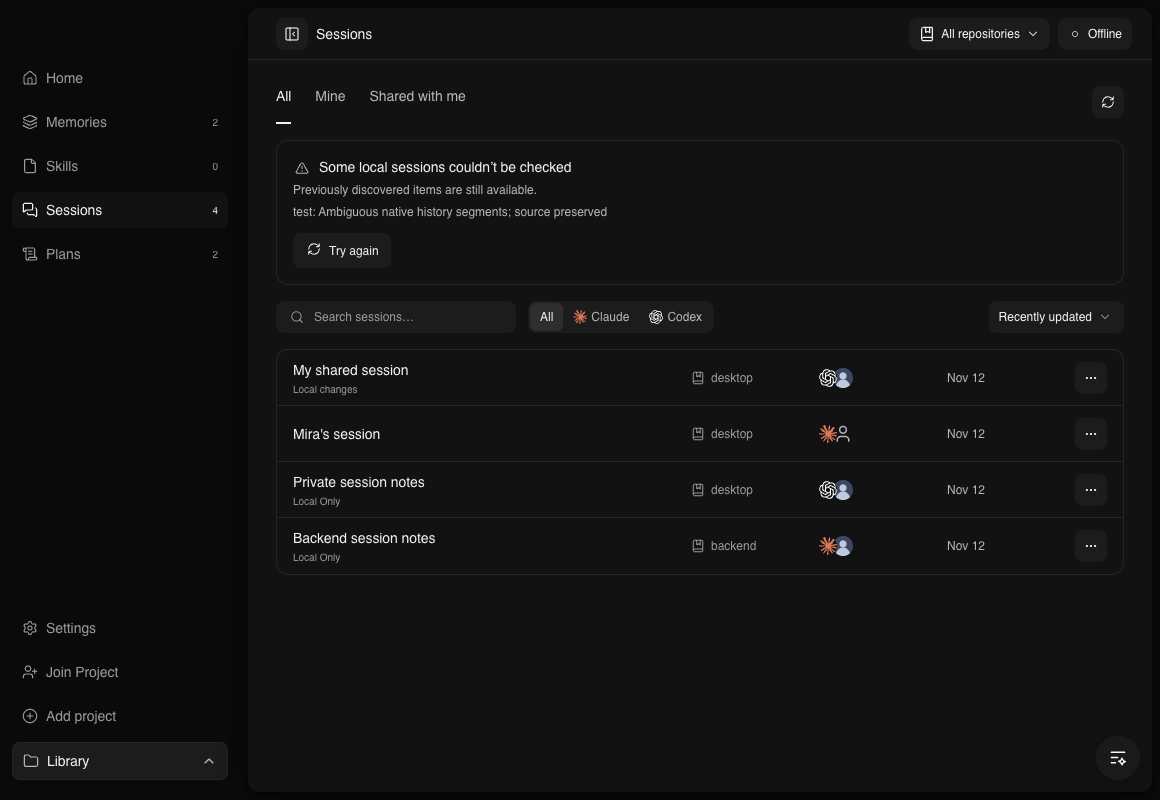 Sessions
All repositories
Offline
Home
Memories 2
Skills 0
Sessions 4
Plans 2
All Mine Shared with me
Some local sessions couldn’t be checked
Previously discovered items are still available.
test: Ambiguous native history segments; source preserved
Try again
Search sessions…
All Claude Codex
Recently updated
My shared session
Local changes
desktop
Nov 12
Mira's session
desktop
Nov 12
Private session notes
Local Only
desktop
Nov 12
Backend session notes
Local Only
backend
Nov 12
Settings
Join Project
Add project
Library